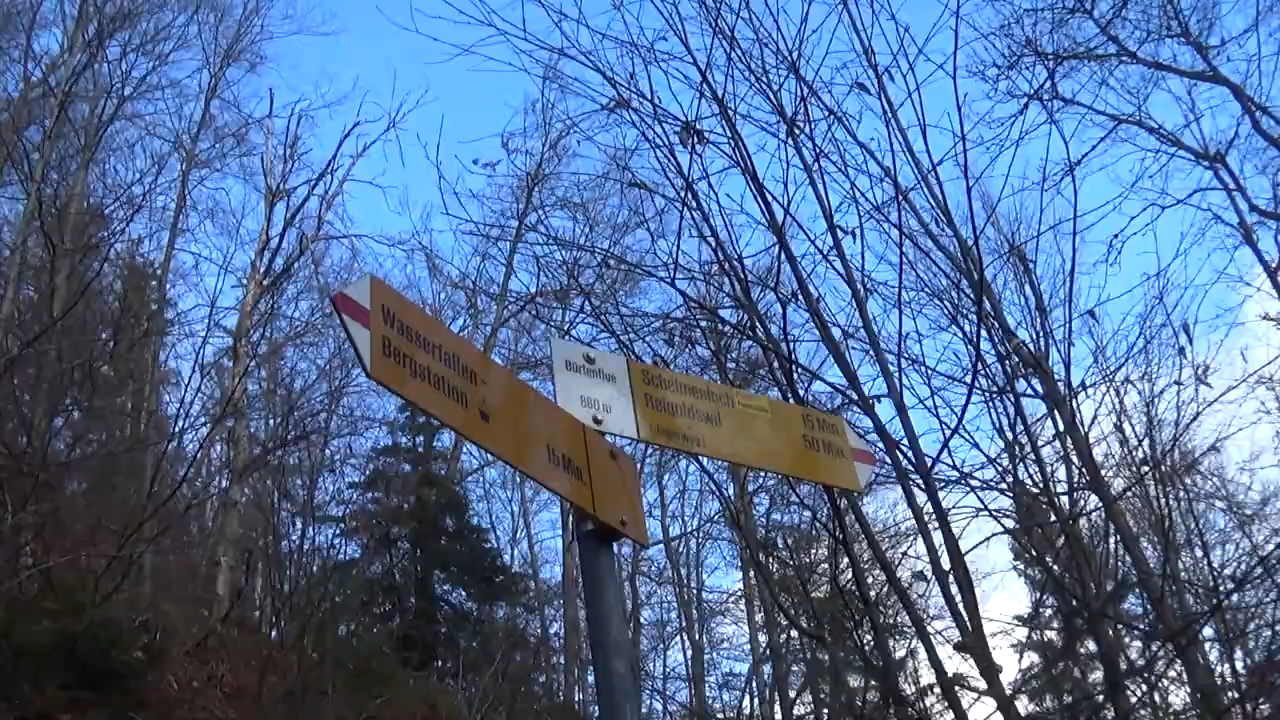 Wasserfallen-
Bergstation
15 Min.
Bürtenflue
880 m
Schelmenloch
Reigoldswil
15 Min.
50 Min.